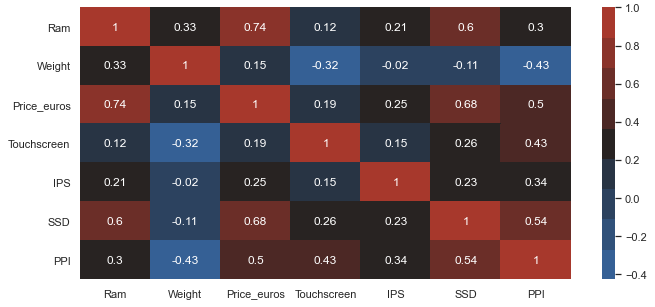 Ram 1 0.33 0.74 0.12 0.21 0.6 0.3
Weight 0.33 1 0.15 -0.32 -0.02 -0.11 -0.43
Price_euros 0.74 0.15 1 0.19 0.25 0.68 0.5
Touchscreen 0.12 -0.32 0.19 1 0.15 0.26 0.43
IPS 0.21 -0.02 0.25 0.15 1 0.23 0.34
SSD 0.6 -0.11 0.68 0.26 0.23 1 0.54
PPI 0.3 -0.43 0.5 0.43 0.34 0.54 1
Ram Weight Price_euros Touchscreen IPS SSD PPI
1.0
0.8
0.6
0.4
0.2
0.0
−0.2
−0.4